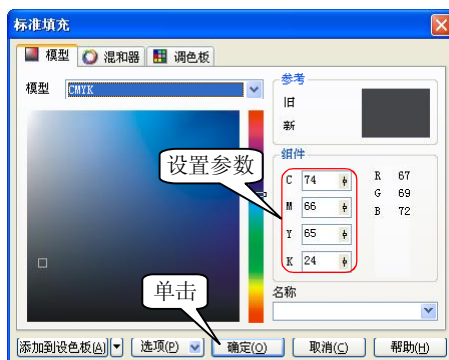 标准填充
模型 混和器 调色板
模型 CMYK
参考
旧
新
组件
设置参数
C 74 R 67
M 66 G 69
Y 65 B 72
K 24
名称
单击
添加到设色板(A) 选项(P) 确定(O) 取消(C) 帮助(H)